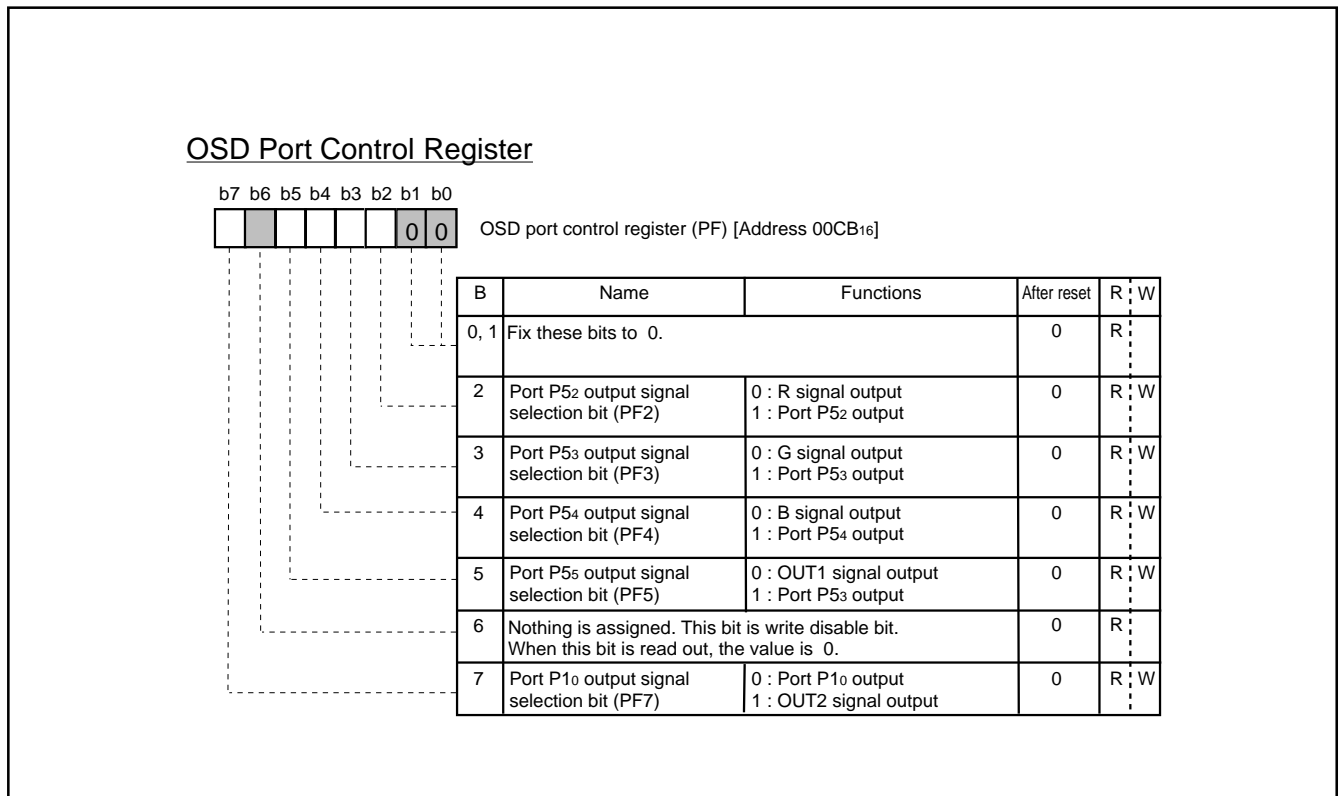 OSD Port Control Register
b7 b6 b5 b4 b3 b2 b1 b0
0 0
OSD port control register (PF) [Address 00CB16]
B Name Functions After reset R W
0, 1 Fix these bits to 0. 0 R
2 Port P52 output signal selection bit (PF2) 0 : R signal output 1 : Port P52 output 0 R W
3 Port P53 output signal selection bit (PF3) 0 : G signal output 1 : Port P53 output 0 R W
4 Port P54 output signal selection bit (PF4) 0 : B signal output 1 : Port P54 output 0 R W
5 Port P55 output signal selection bit (PF5) 0 : OUT1 signal output 1 : Port P53 output 0 R W
6 Nothing is assigned. This bit is write disable bit. When this bit is read out, the value is 0. 0 R
7 Port P10 output signal selection bit (PF7) 0 : Port P10 output 1 : OUT2 signal output 0 R W